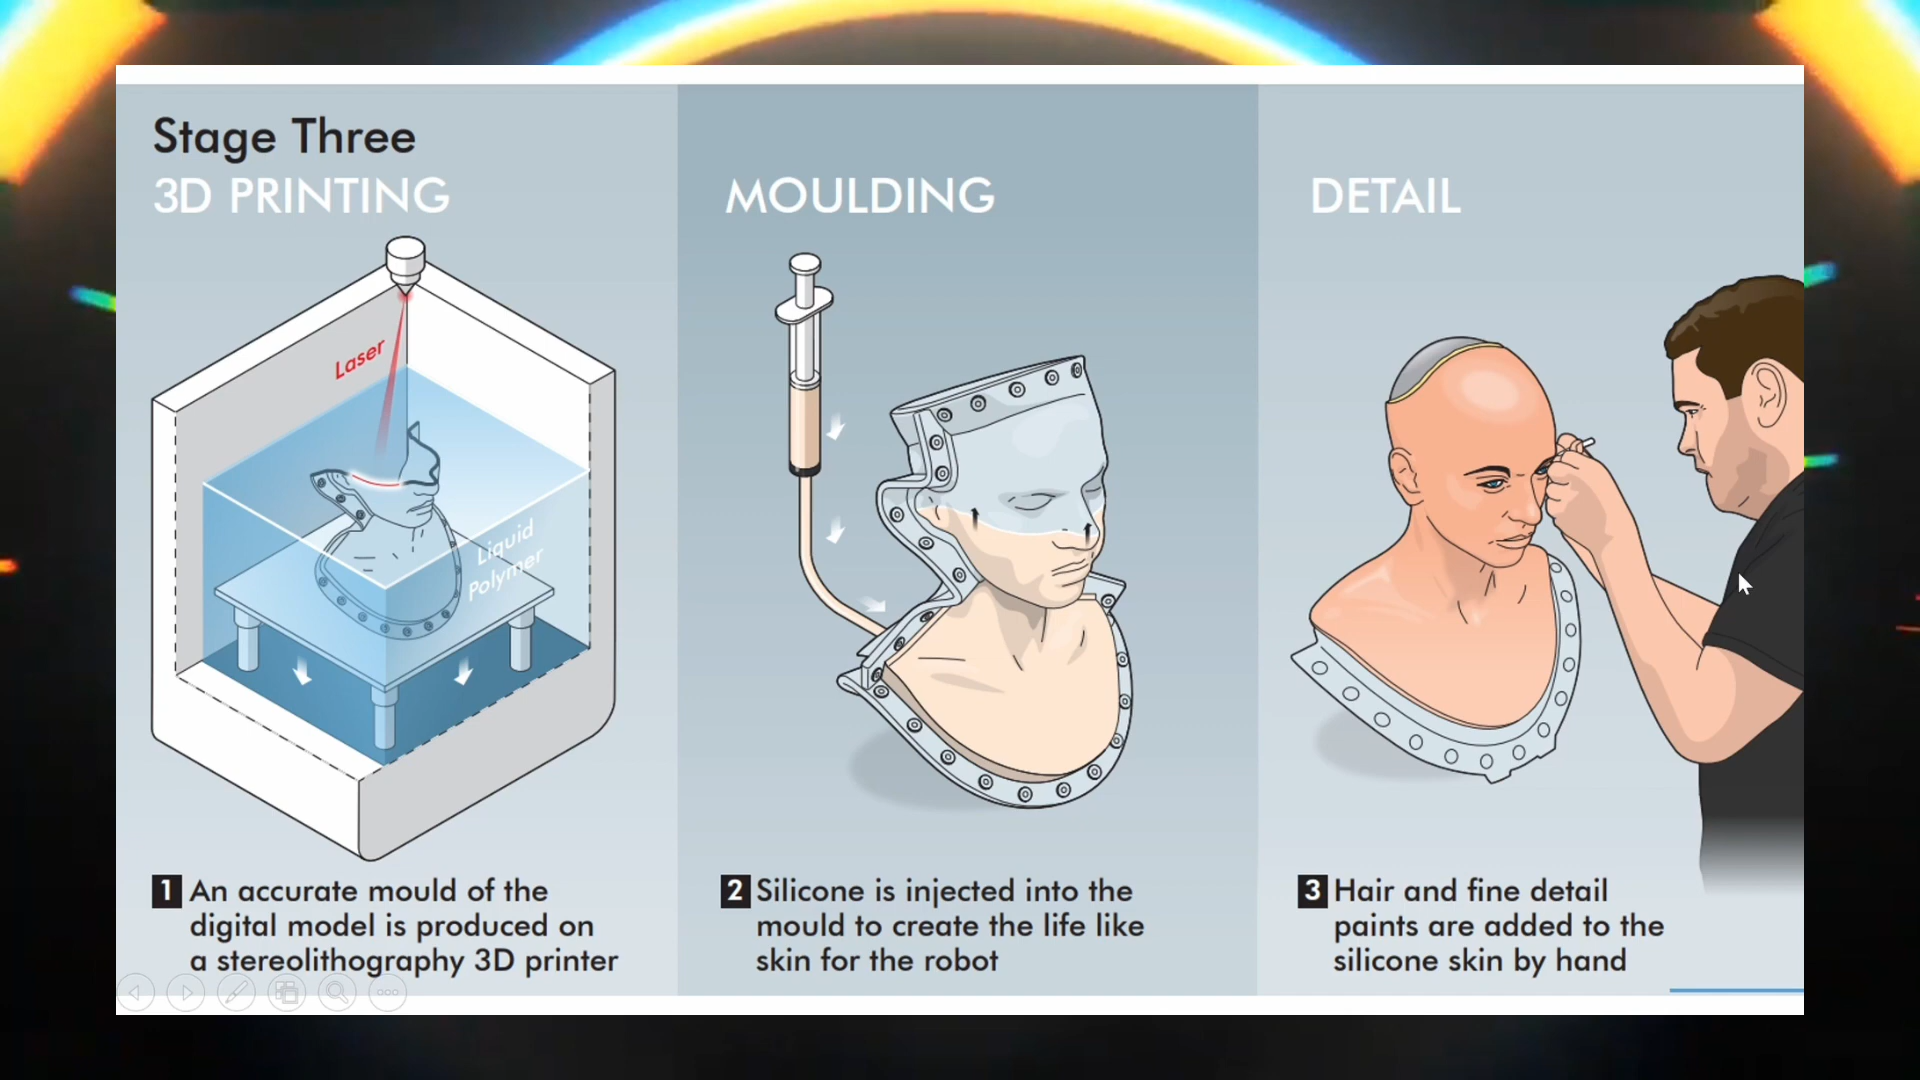 Stage Three
3D PRINTING
MOULDING
DETAIL
Laser
Liquid
Polymer
1 An accurate mould of the
digital model is produced on
a stereolithography 3D printer
2 Silicone is injected into the
mould to create the life like
skin for the robot
3 Hair and fine detail
paints are added to the
silicone skin by hand